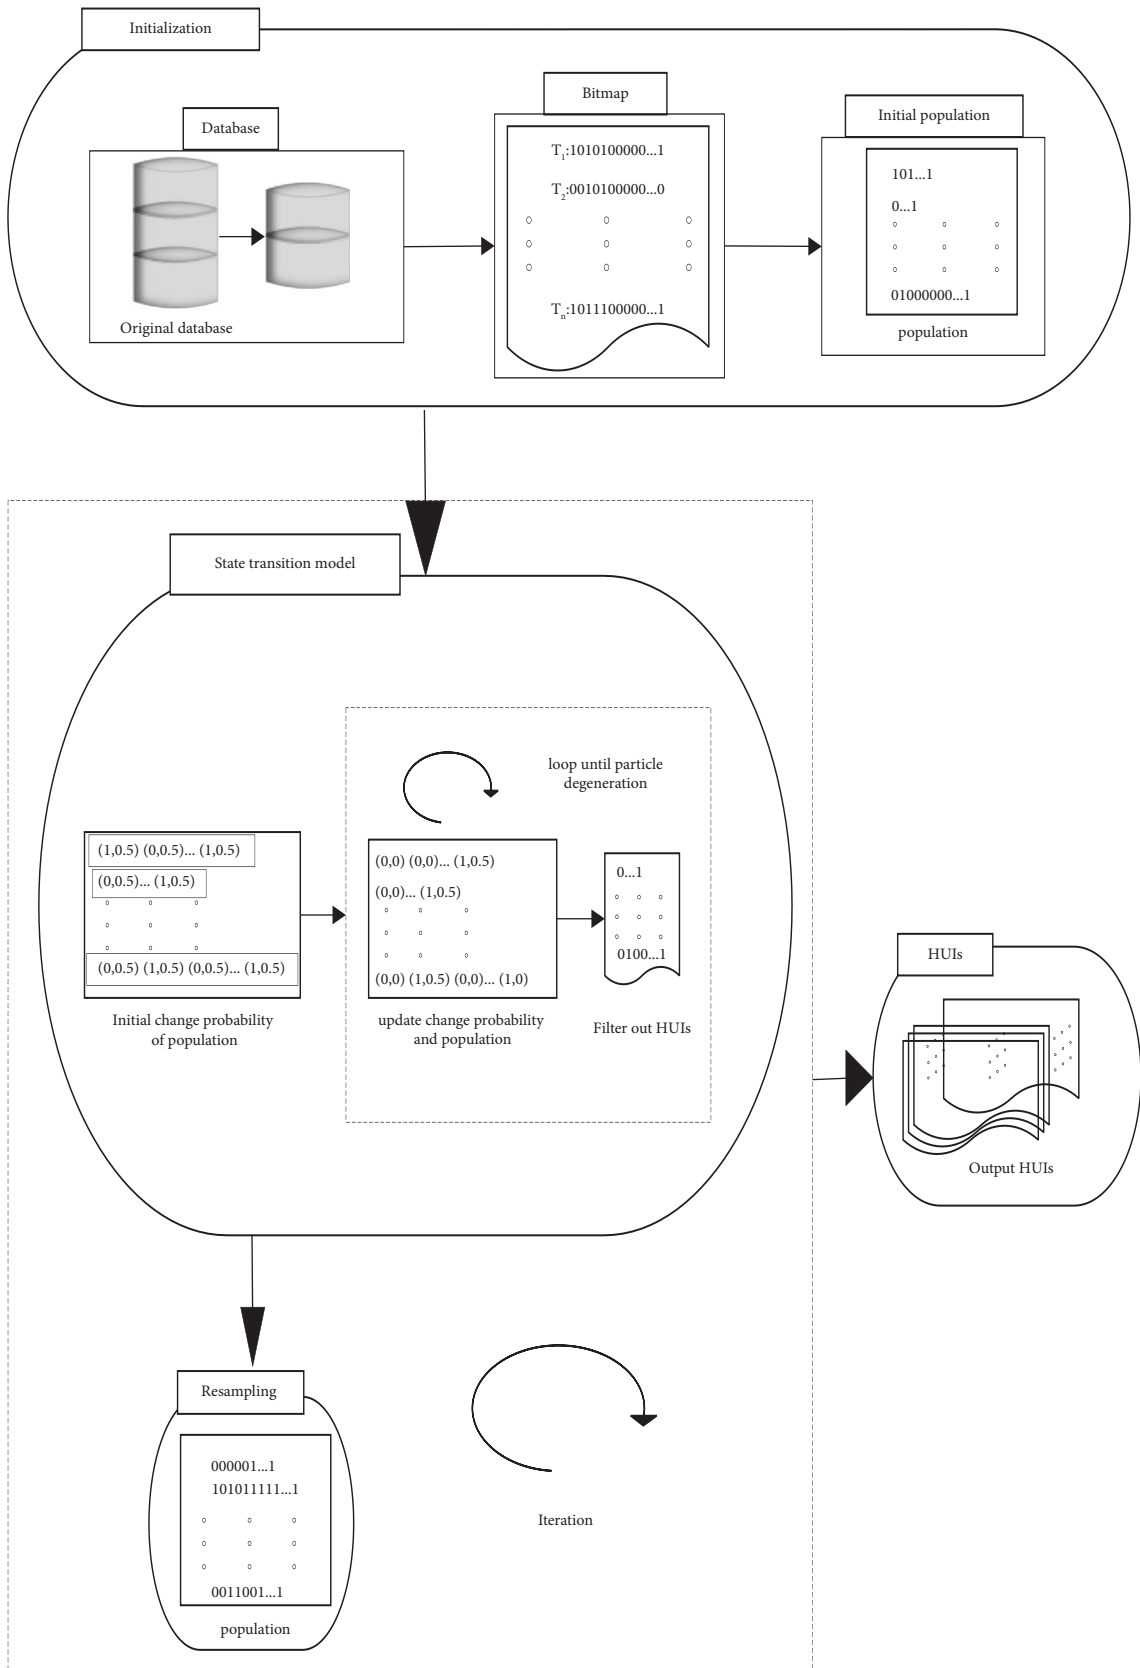 Initialization
Database
Original database
Bitmap
T1:1010100000...1
T2:0010100000...0
Tn:1011100000...1
Initial population
101...1
0...1
01000000...1
population
State transition model
(1,0.5) (0,0.5)... (1,0.5)
(0,0.5)... (1,0.5)
(0,0.5) (1,0.5) (0,0.5)... (1,0.5)
Initial change probability
of population
loop until particle
degeneration
(0,0) (0,0)... (1,0.5)
(0,0)... (1,0.5)
(0,0) (1,0.5) (0,0)... (1,0)
update change probability
and population
0...1
0100...1
Filter out HUIs
HUIs
Output HUIs
Resampling
000001...1
101011111...1
0011001...1
population
Iteration